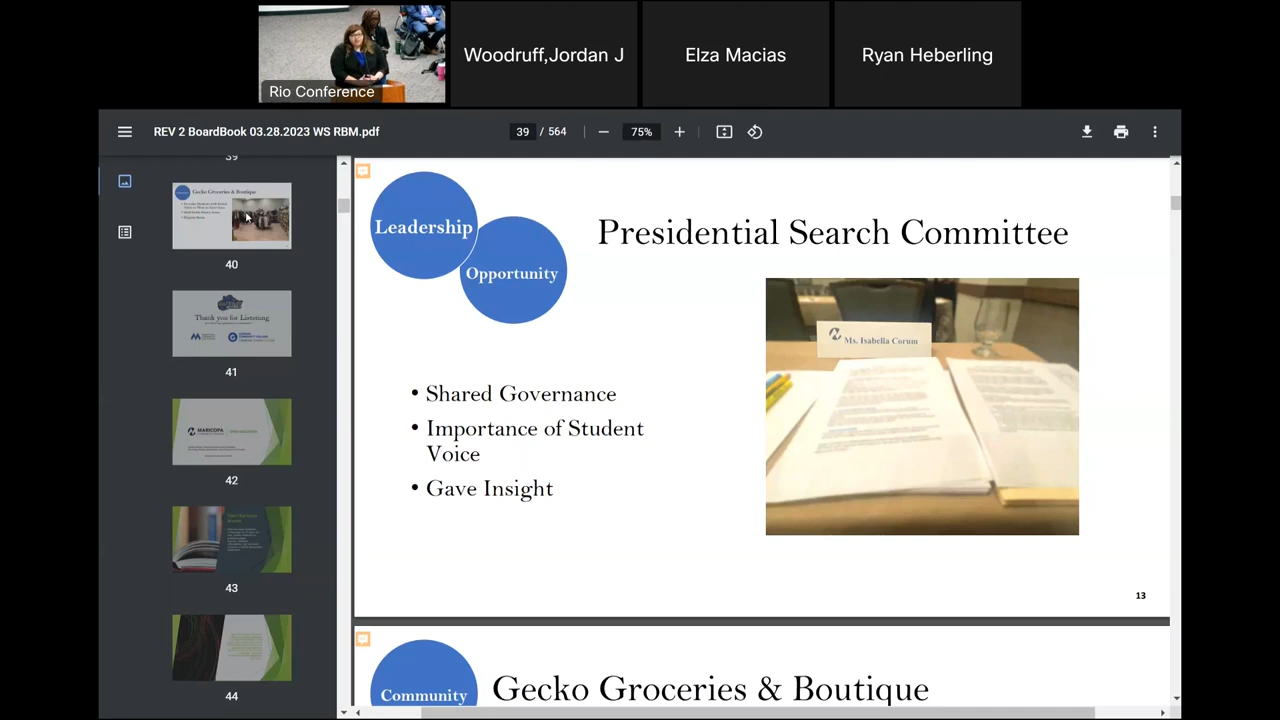 Rio Conference
Woodruff,Jordan J
Elza Macias
Ryan Heberling
REV 2 BoardBook 03.28.2023 WS RBM.pdf
39 / 564
75%
39
Gecko Groceries & Boutique
40
Thank you for Listening
41
MARICOPA
42
43
44
Leadership
Opportunity
Presidential Search Committee
Ms. Isabella Corum
• Shared Governance
• Importance of Student
Voice
• Gave Insight
13
Community
Gecko Groceries & Boutique